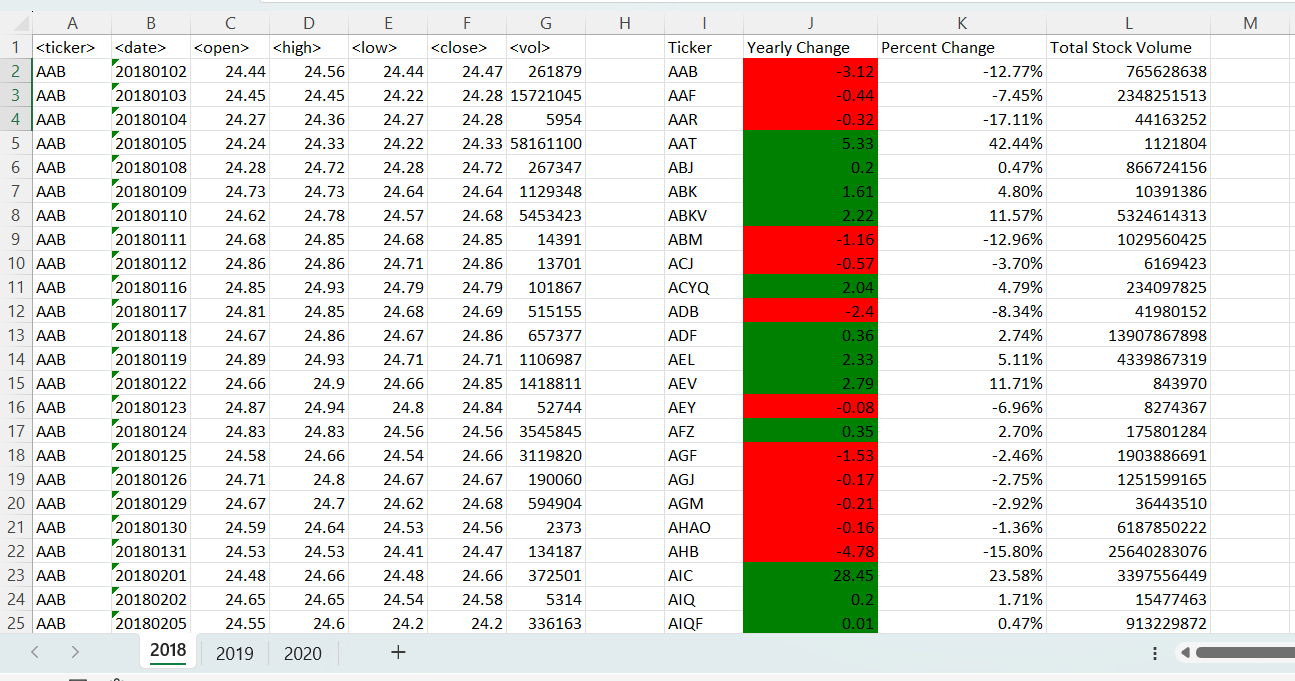 A B C D E F G H I J K L M
1 <ticker> <date> <open> <high> <low> <close> <vol> Ticker Yearly Change Percent Change Total Stock Volume
2 AAB 20180102 24.44 24.56 24.44 24.47 261879 AAB -3.12 -12.77% 765628638
3 AAB 20180103 24.45 24.45 24.22 24.28 15721045 AAF -0.44 -7.45% 2348251513
4 AAB 20180104 24.27 24.36 24.27 24.28 5954 AAR -0.32 -17.11% 44163252
5 AAB 20180105 24.24 24.33 24.22 24.33 58161100 AAT 5.33 42.44% 1121804
6 AAB 20180108 24.28 24.72 24.28 24.72 267347 ABJ 0.2 0.47% 866724156
7 AAB 20180109 24.73 24.73 24.64 24.64 1129348 ABK 1.61 4.80% 10391386
8 AAB 20180110 24.62 24.78 24.57 24.68 5453423 ABKV 2.22 11.57% 5324614313
9 AAB 20180111 24.68 24.85 24.68 24.85 14391 ABM -1.16 -12.96% 1029560425
10 AAB 20180112 24.86 24.86 24.71 24.86 13701 ACJ -0.57 -3.70% 6169423
11 AAB 20180116 24.85 24.93 24.79 24.79 101867 ACYQ 2.04 4.79% 234097825
12 AAB 20180117 24.81 24.85 24.68 24.69 515155 ADB -2.4 -8.34% 41980152
13 AAB 20180118 24.67 24.86 24.67 24.86 657377 ADF 0.36 2.74% 13907867898
14 AAB 20180119 24.89 24.93 24.71 24.71 1106987 AEL 2.33 5.11% 4339867319
15 AAB 20180122 24.66 24.9 24.66 24.85 1418811 AEV 2.79 11.71% 843970
16 AAB 20180123 24.87 24.94 24.8 24.84 52744 AEY -0.08 -6.96% 8274367
17 AAB 20180124 24.83 24.83 24.56 24.56 3545845 AFZ 0.35 2.70% 175801284
18 AAB 20180125 24.58 24.66 24.54 24.66 3119820 AGF -1.53 -2.46% 1903886691
19 AAB 20180126 24.71 24.8 24.67 24.67 190060 AGJ -0.17 -2.75% 1251599165
20 AAB 20180129 24.67 24.7 24.62 24.68 594904 AGM -0.21 -2.92% 36443510
21 AAB 20180130 24.59 24.64 24.53 24.56 2373 AHAO -0.16 -1.36% 6187850222
22 AAB 20180131 24.53 24.53 24.41 24.47 134187 AHB -4.78 -15.80% 25640283076
23 AAB 20180201 24.48 24.66 24.48 24.66 372501 AIC 28.45 23.58% 3397556449
24 AAB 20180202 24.65 24.65 24.54 24.58 5314 AIQ 0.2 1.71% 15477463
25 AAB 20180205 24.55 24.6 24.2 24.2 336163 AIQF 0.01 0.47% 913229872
2018 2019 2020 +